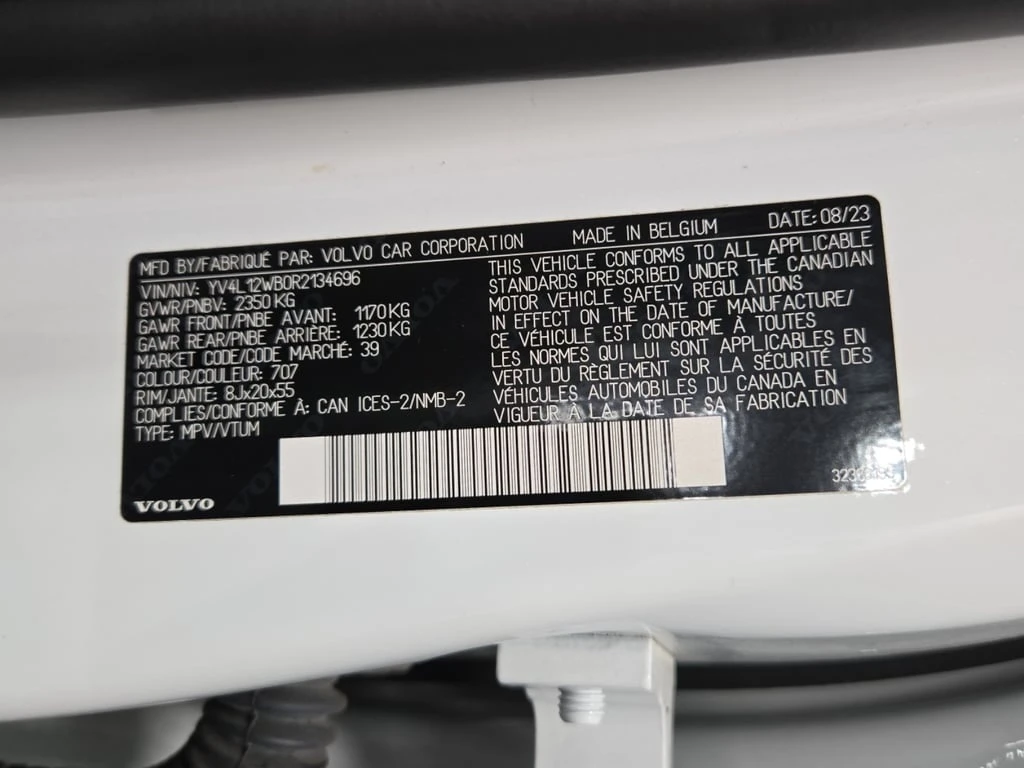 MFD BY/FABRIQUÉ PAR: VOLVO CAR CORPORATION MADE IN BELGIUM DATE: 08/23
VIN/NIV: YV4L12WB0R2134696
GVWR/PNBV: 2350 KG
GAWR FRONT/PNBE AVANT: 1170 KG
GAWR REAR/PNBE ARRIÈRE: 1230 KG
MARKET CODE/CODE MARCHÉ: 39
COLOUR/COULEUR: 707
RIM/JANTE: 8Jx20x55
COMPLIES/CONFORME À: CAN ICES-2/NMB-2
TYPE: MPV/VTUM
THIS VEHICLE CONFORMS TO ALL APPLICABLE
STANDARDS PRESCRIBED UNDER THE CANADIAN
MOTOR VEHICLE SAFETY REGULATIONS
IN EFFECT ON THE DATE OF MANUFACTURE/
CE VÉHICULE EST CONFORME À TOUTES
LES NORMES QUI LUI SONT APPLICABLES EN
VERTU DU RÈGLEMENT SUR LA SÉCURITÉ DES
VÉHICULES AUTOMOBILES DU CANADA EN
VIGUEUR À LA DATE DE SA FABRICATION
VOLVO